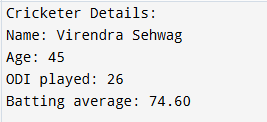 Cricketer Details:
Name: Virendra Sehwag
Age: 45
ODI played: 26
Batting average: 74.60